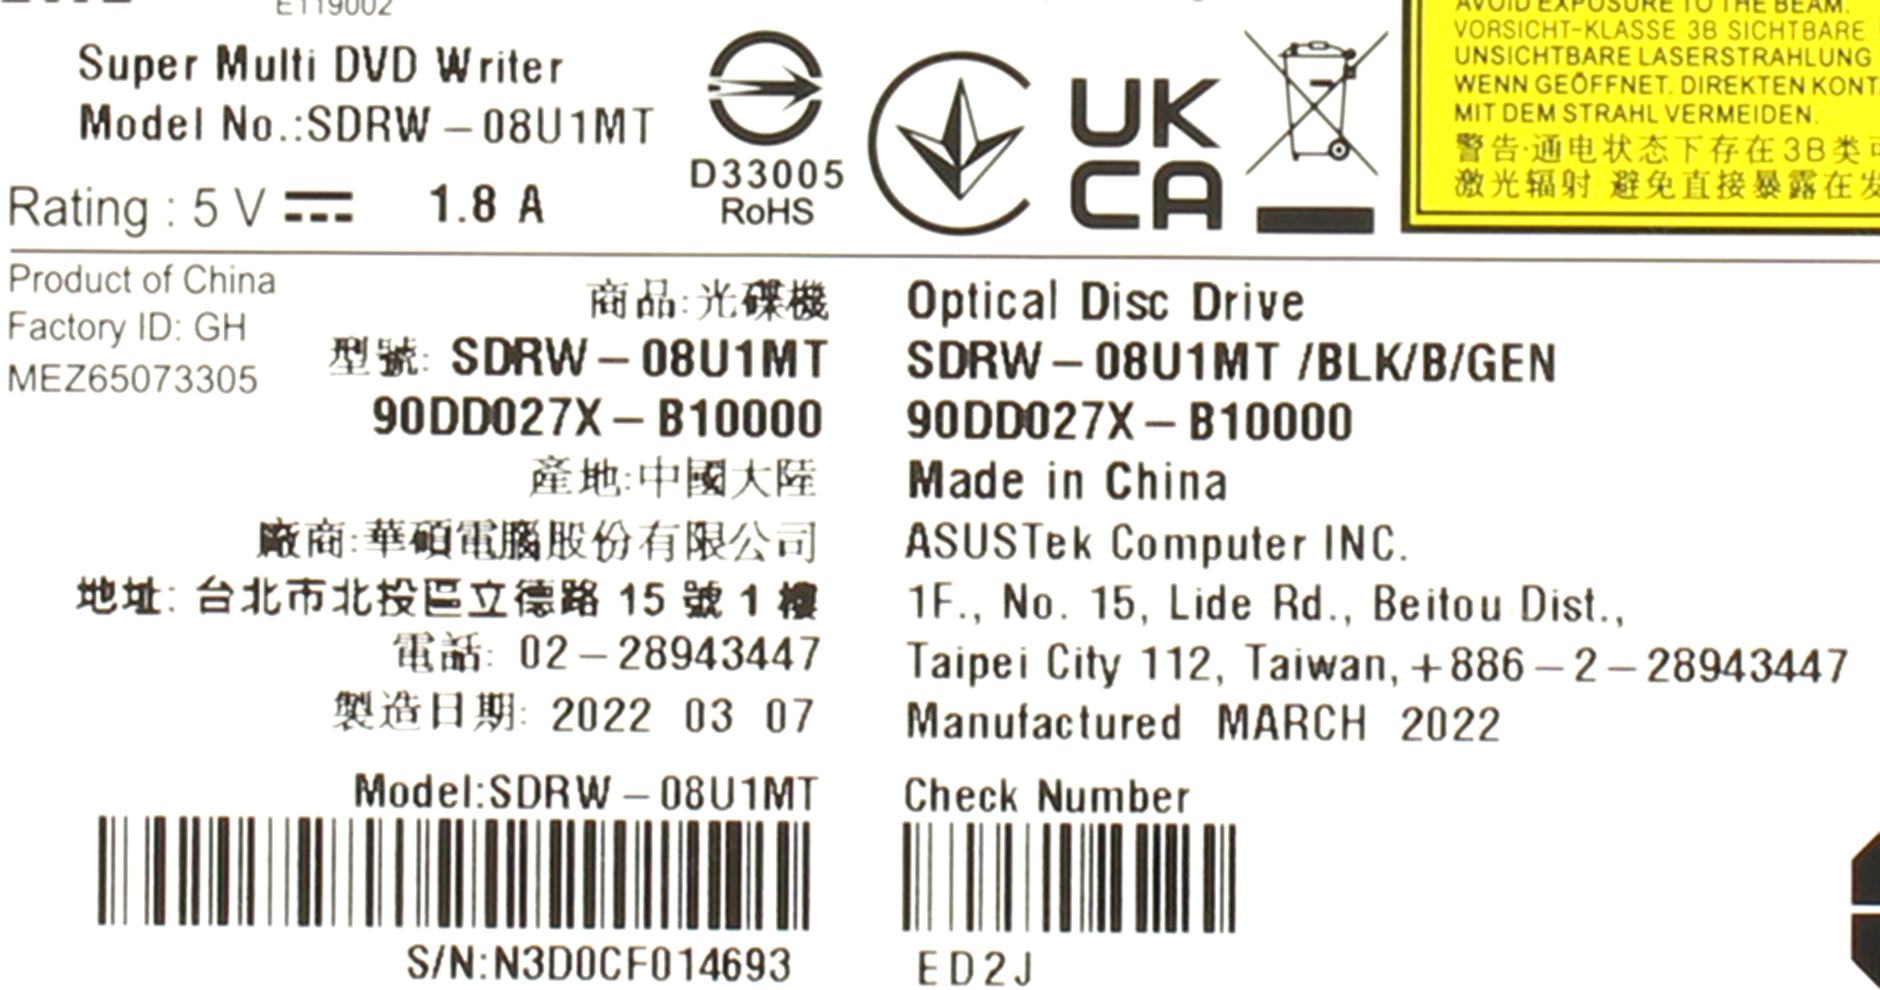 E119002
Super Multi DVD Writer
Model No.:SDRW–08U1MT
Rating : 5 V 1.8 A
D33005
RoHS
UK
CA
AVOID EXPOSURE TO THE BEAM.
VORSICHT-KLASSE 3B SICHTBARE
UNSICHTBARE LASERSTRAHLUNG
WENN GEÖFFNET. DIREKTEN KONT
MIT DEM STRAHL VERMEIDEN.
警告·通电状态下存在3B类可
激光辐射 避免直接暴露在发
Product of China
Factory ID: GH
MEZ65073305
商品:光碟機
型號: SDRW–08U1MT
90DD027X–B10000
產地:中國大陸
廠商:華碩電腦股份有限公司
地址: 台北市北投區立德路 15 號 1 樓
電話: 02–28943447
製造日期: 2022 03 07
Model:SDRW–08U1MT
S/N:N3D0CF014693
Optical Disc Drive
SDRW–08U1MT /BLK/B/GEN
90DD027X–B10000
Made in China
ASUSTek Computer INC.
1F., No. 15, Lide Rd., Beitou Dist.,
Taipei City 112, Taiwan, +886–2–28943447
Manufactured MARCH 2022
Check Number
ED2J